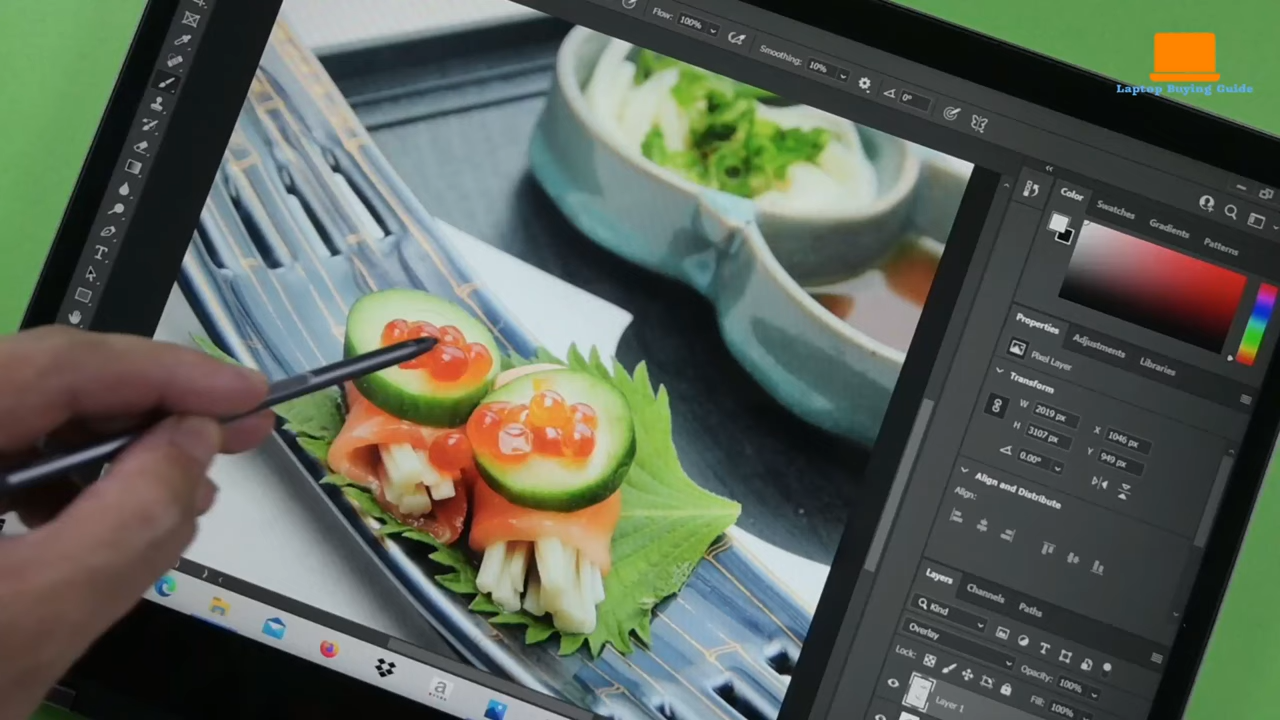 Flow: 100%
Smoothing: 10%
0°
Laptop Buying Guide
Color
Swatches
Gradients
Patterns
Properties
Adjustments
Libraries
Pixel Layer
Transform
W 2019 px
X 1046 px
H 3107 px
Y 949 px
0.00°
Align and Distribute
Align:
Layers
Channels
Paths
Kind
Overlay
Opacity: 100%
Lock:
Fill: 100%
Layer 1